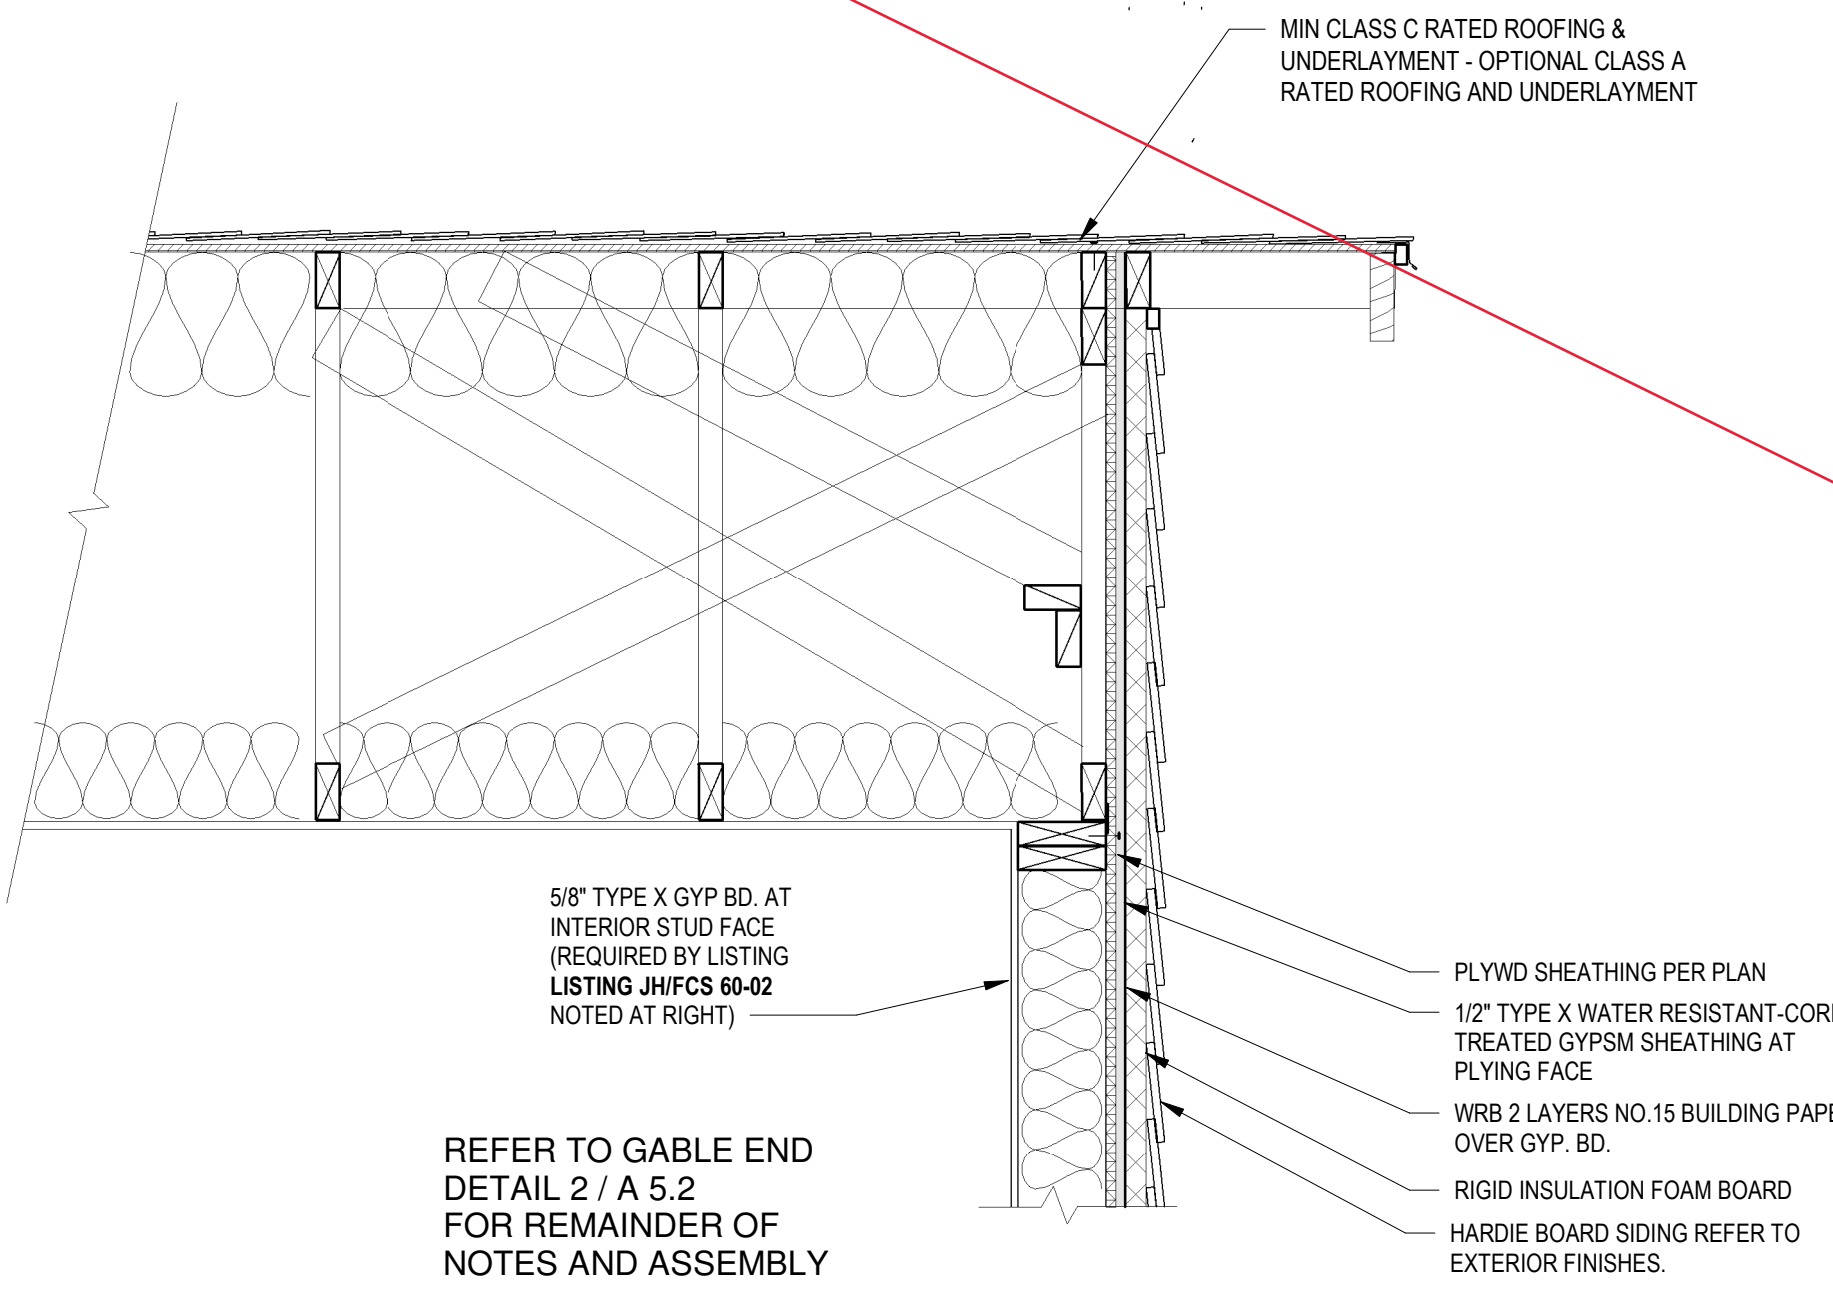 MIN CLASS C RATED ROOFING &
UNDERLAYMENT - OPTIONAL CLASS A
RATED ROOFING AND UNDERLAYMENT
5/8" TYPE X GYP BD. AT
INTERIOR STUD FACE
(REQUIRED BY LISTING
LISTING JH/FCS 60-02
NOTED AT RIGHT)
REFER TO GABLE END
DETAIL 2 / A 5.2
FOR REMAINDER OF
NOTES AND ASSEMBLY
PLYWD SHEATHING PER PLAN
1/2" TYPE X WATER RESISTANT-COR
TREATED GYPSM SHEATHING AT
PLYING FACE
WRB 2 LAYERS NO.15 BUILDING PAPE
OVER GYP. BD.
RIGID INSULATION FOAM BOARD
HARDIE BOARD SIDING REFER TO
EXTERIOR FINISHES.